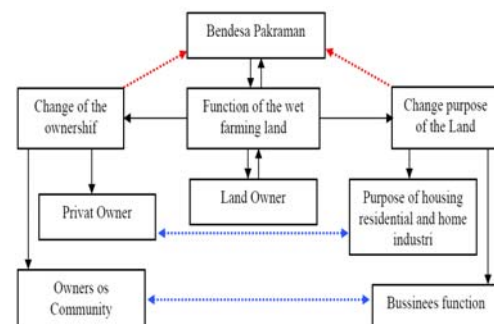 Bendesa Pakraman
Change of the
ownershif
Function of the wet
farming land
Change purpose
of the Land
Privat Owner
Land Owner
Purpose of housing
residential and home
industri
Owners os
Community
Bussinees function